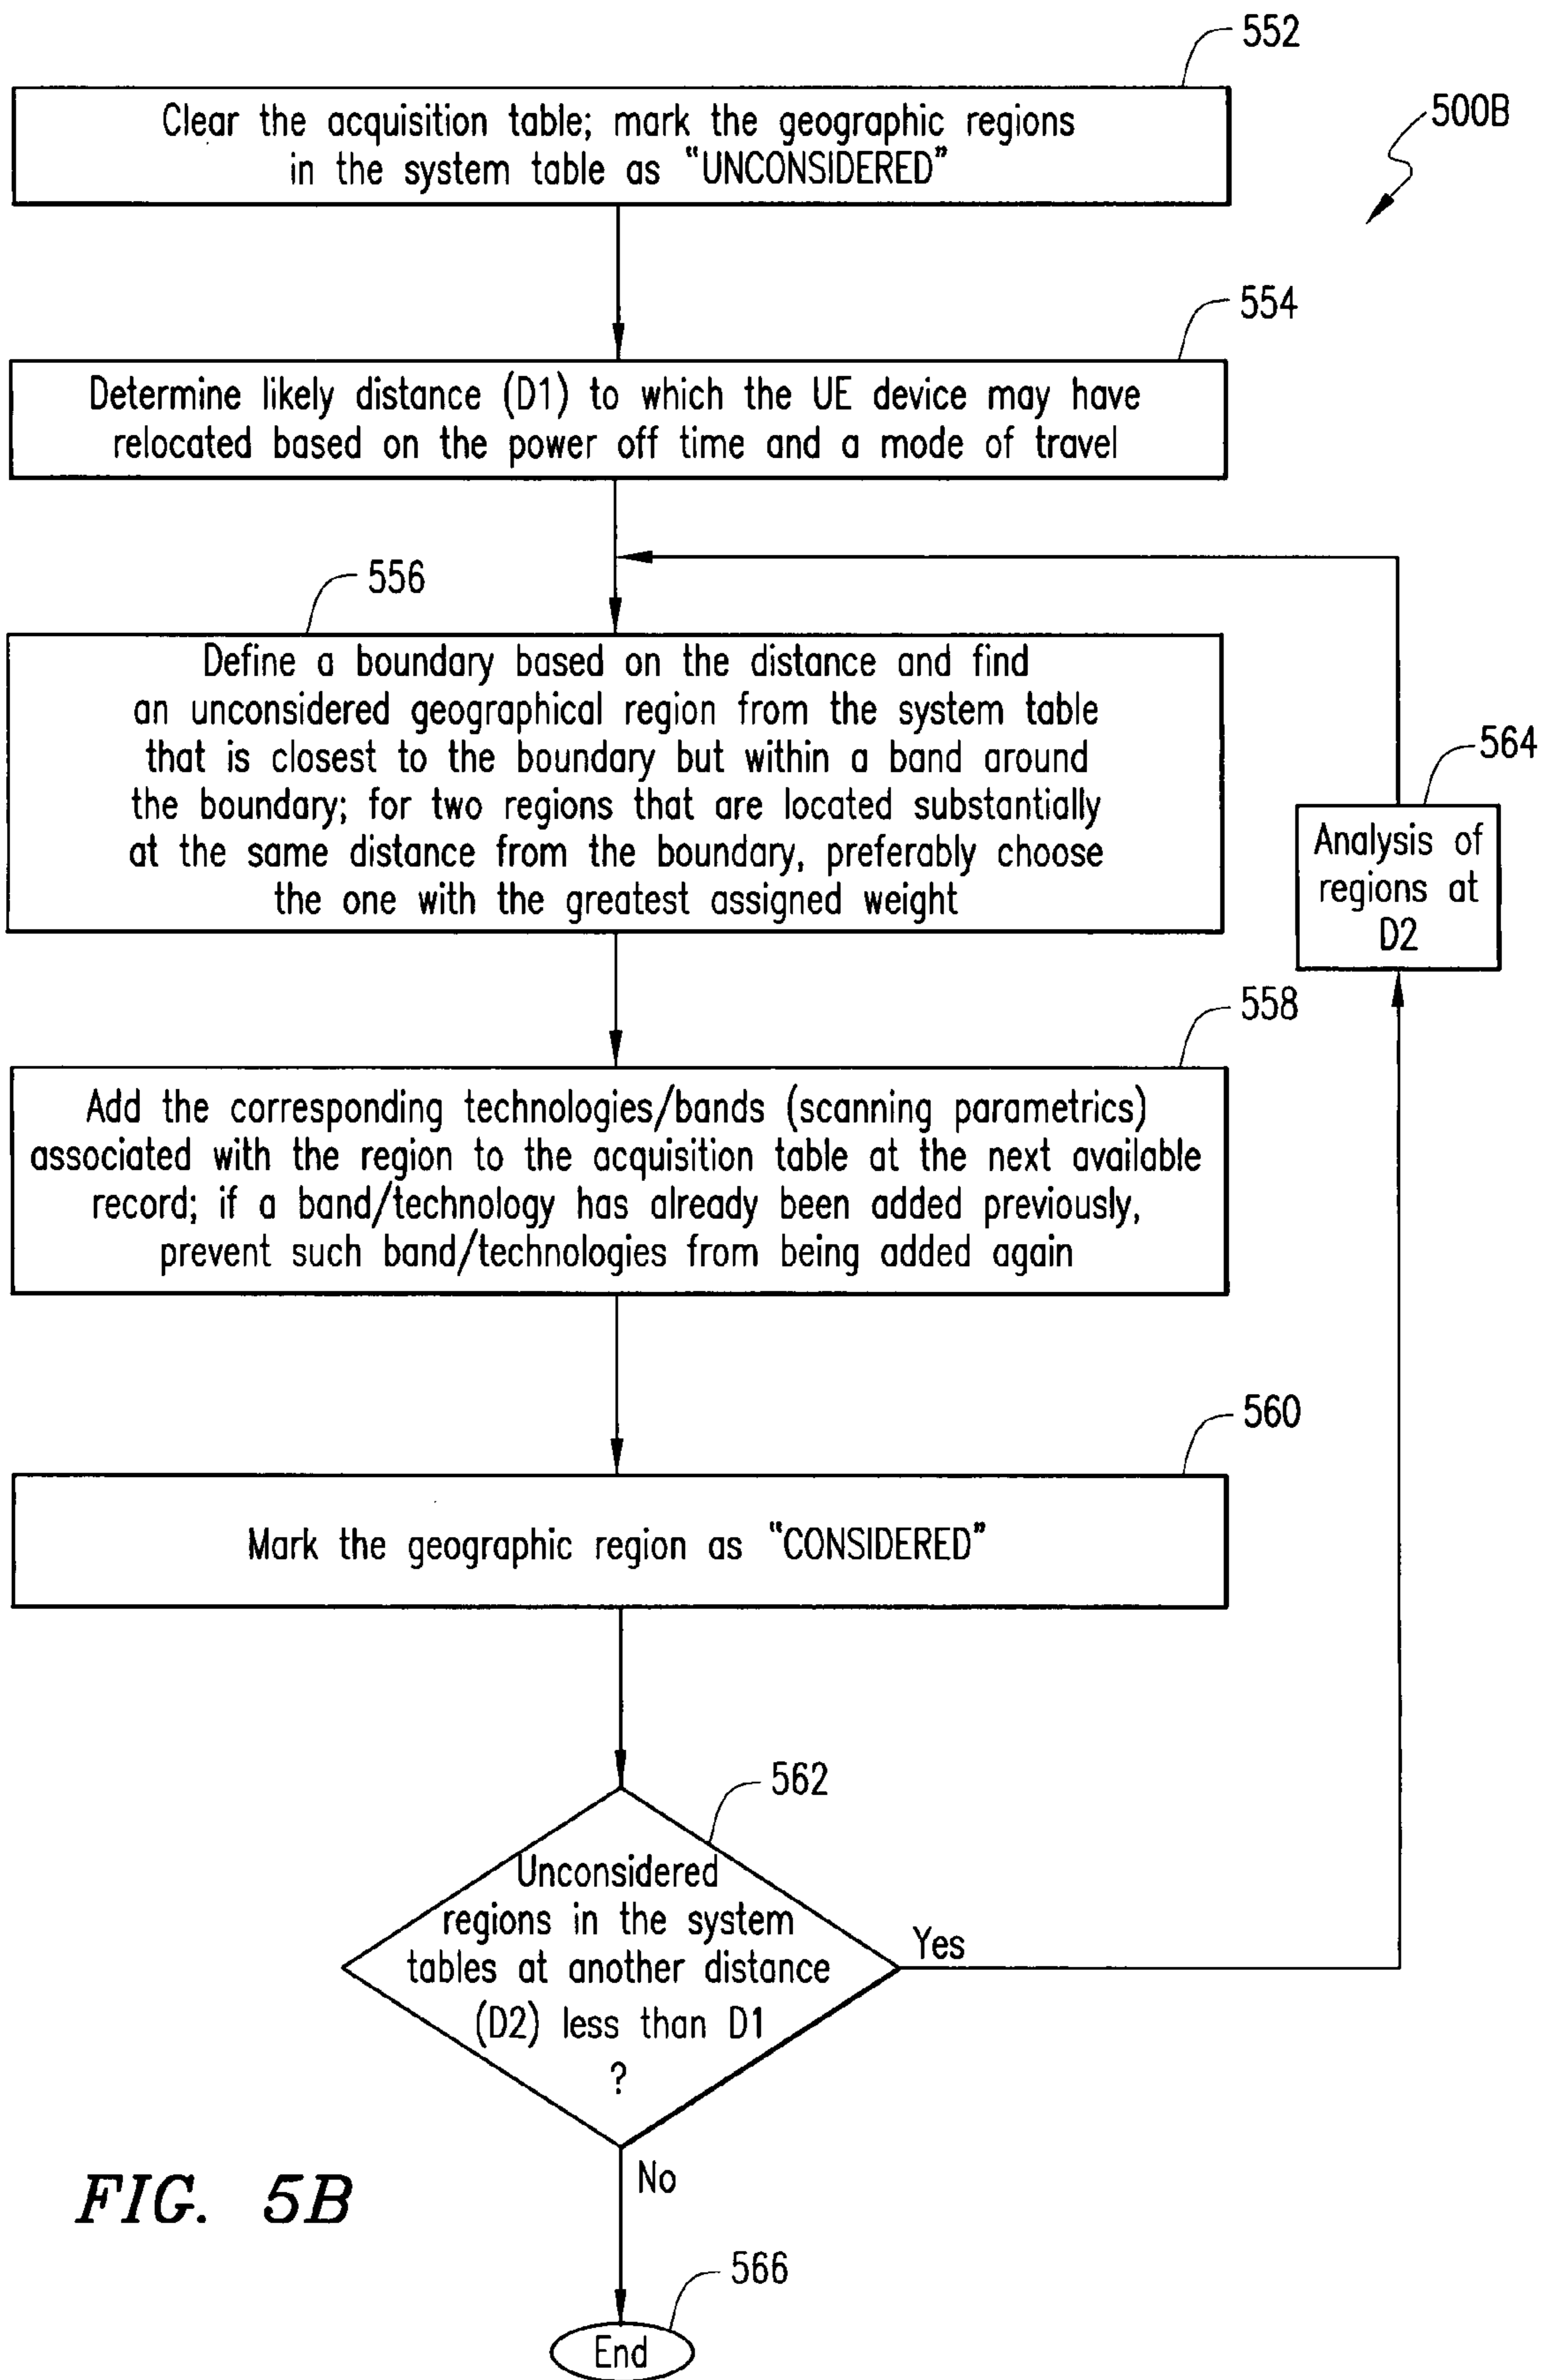 552
500B
Clear the acquisition table; mark the geographic regions
in the system table as "UNCONSIDERED"
554
Determine likely distance (D1) to which the UE device may have
relocated based on the power off time and a mode of travel
556
Define a boundary based on the distance and find
an unconsidered geographical region from the system table
that is closest to the boundary but within a band around
the boundary; for two regions that are located substantially
at the same distance from the boundary, preferably choose
the one with the greatest assigned weight
564
Analysis of
regions at
D2
558
Add the corresponding technologies/bands (scanning parametrics)
associated with the region to the acquisition table at the next available
record; if a band/technology has already been added previously,
prevent such band/technologies from being added again
560
Mark the geographic region as "CONSIDERED"
562
Unconsidered
regions in the system
tables at another distance
(D2) less than D1
?
Yes
No
FIG. 5B
566
End